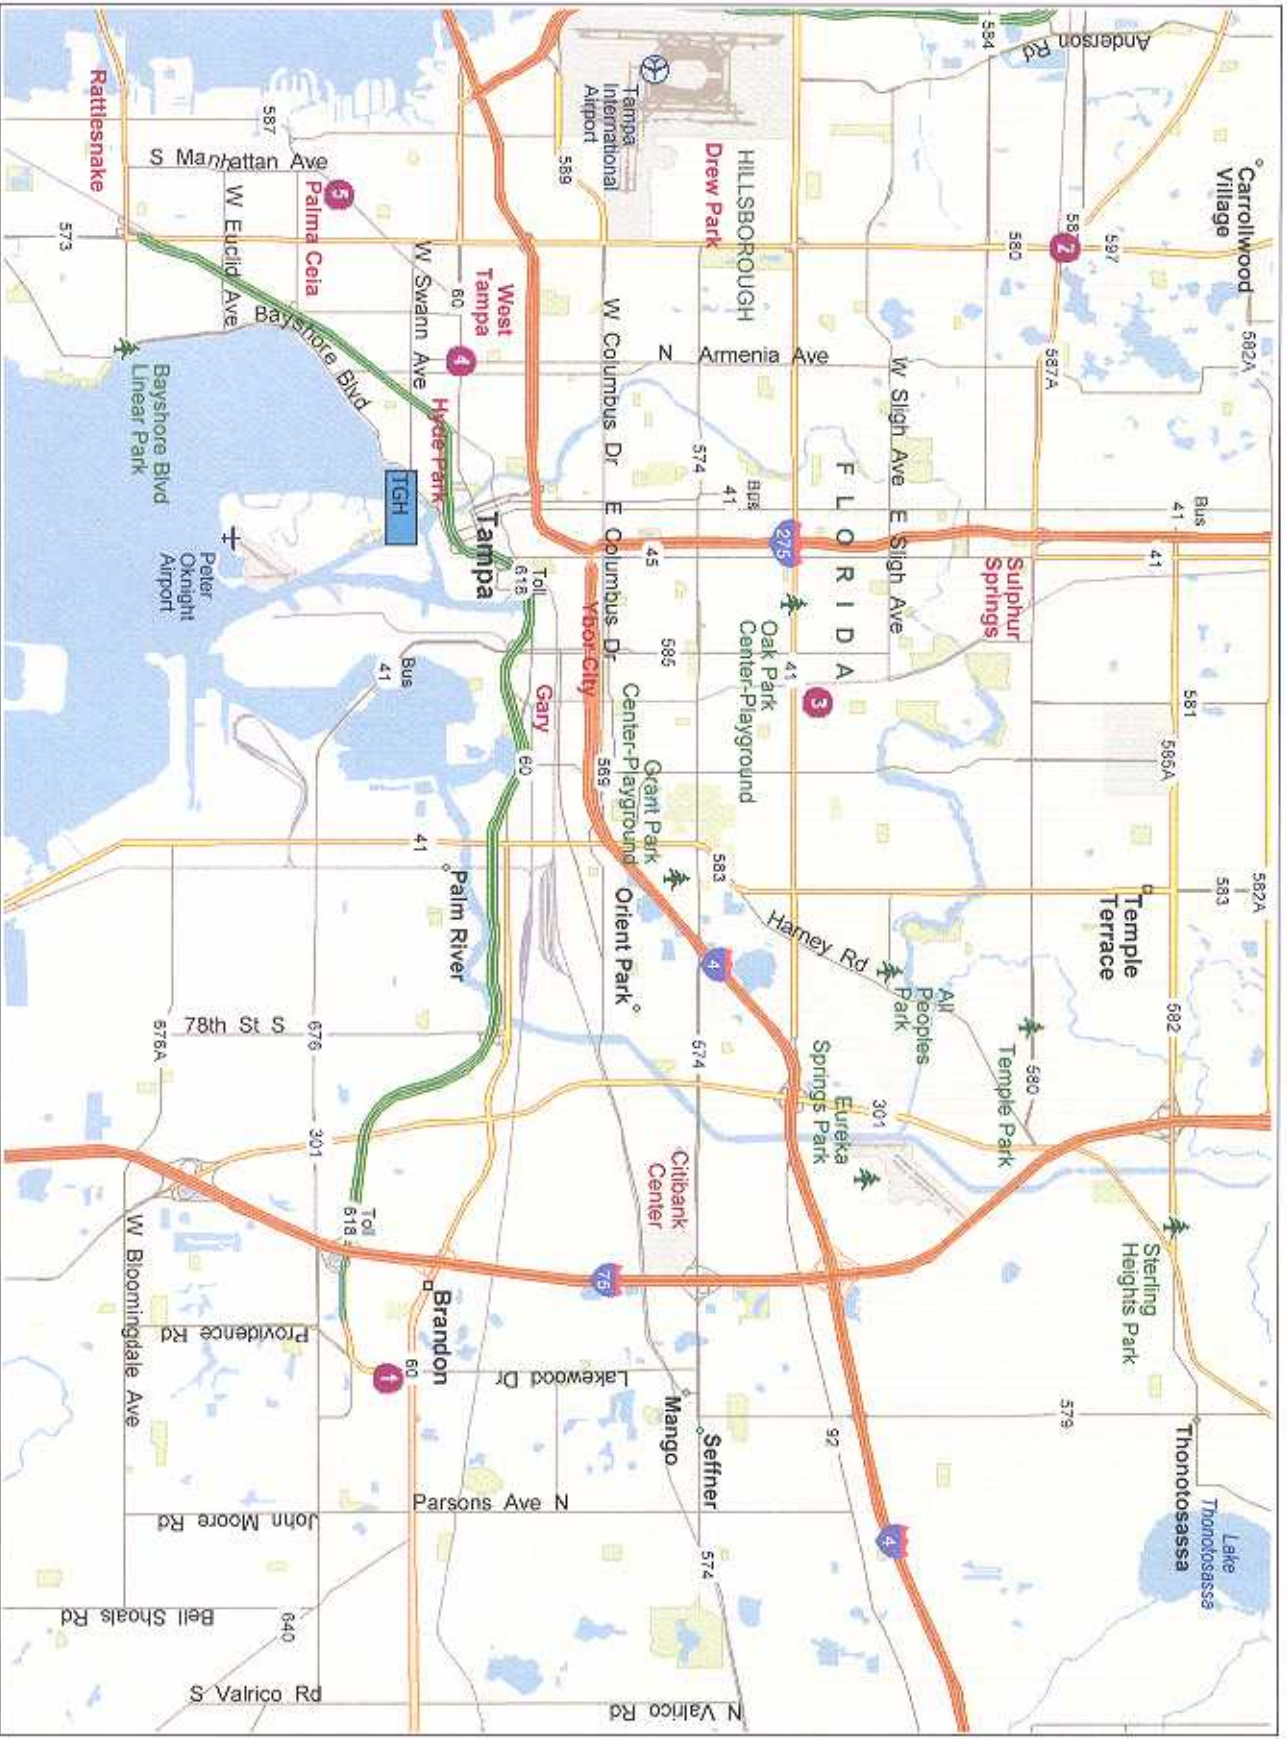 Anderson
Rd
584
Carrollwood
Village
597
2
580
582A
587A
HILLSBOROUGH
Drew Park
Tampa
International
Airport
589
587
S Manhattan Ave
Rattlesnake
5
Palma Ceia
W Euclid Ave
573
W Swann Ave
60
West
Tampa
4
W Columbus Dr
N Armenia Ave
W Sligh Ave
Bayshore Blvd
Bayshore Blvd
Linear Park
Hyde Park
TGH
Tampa
574
Bus
41
FLORIDA
E Sligh Ave
Bus
41
41
275
45
E Columbus Dr
Toll
618
Peter
Oknight
Airport
Sulphur
Springs
Oak Park
Center-Playground
41
3
585
Ybor City
Gary
Bus
41
60
569
Grant Park
Center-Playground
581
585A
583
582A
583
Temple
Terrace
41
Palm River
Orient Park
4
Harney Rd
All
Peoples
Park
582
580
Temple Park
574
78th St S
676A
676
301
301
Eureka
Springs Park
Citibank
Center
Sterling
Heights Park
Toll
618
75
W Bloomingdale Ave
Providence Rd
Brandon
1
60
Lakewood Dr
Mango
Seffner
92
579
Thonotosassa
Lake
Thonotosassa
Parsons Ave N
John Moore Rd
574
4
Bell Shoals Rd
640
S Valrico Rd
N Valrico Rd